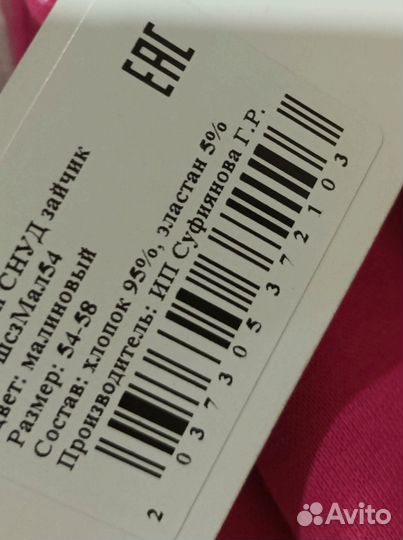 EAC
СНУД зайчик
шсзМал54
Цвет: малиновый
Размер: 54-58
Состав: хлопок 95%, эластан 5%
Производитель: ИП Суфиянова Г.Р.
2 037305 372103
Avito